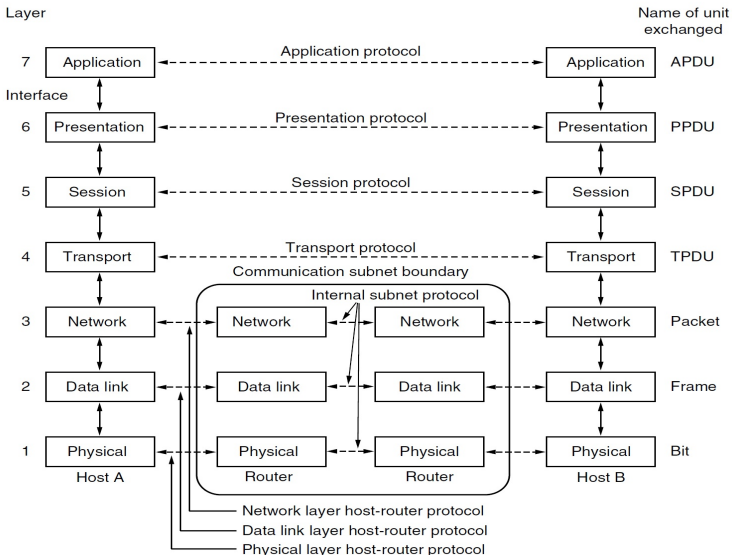 Layer
Name of unit
exchanged
Application protocol
7 Application Application APDU
Interface
Presentation protocol
6 Presentation Presentation PPDU
Session protocol
5 Session Session SPDU
Transport protocol
4 Transport Transport TPDU
Communication subnet boundary
Internal subnet protocol
3 Network Network Network Network Packet
2 Data link Data link Data link Data link Frame
1 Physical Physical Physical Physical Bit
Host A Router Router Host B
Network layer host-router protocol
Data link layer host-router protocol
Physical layer host-router protocol